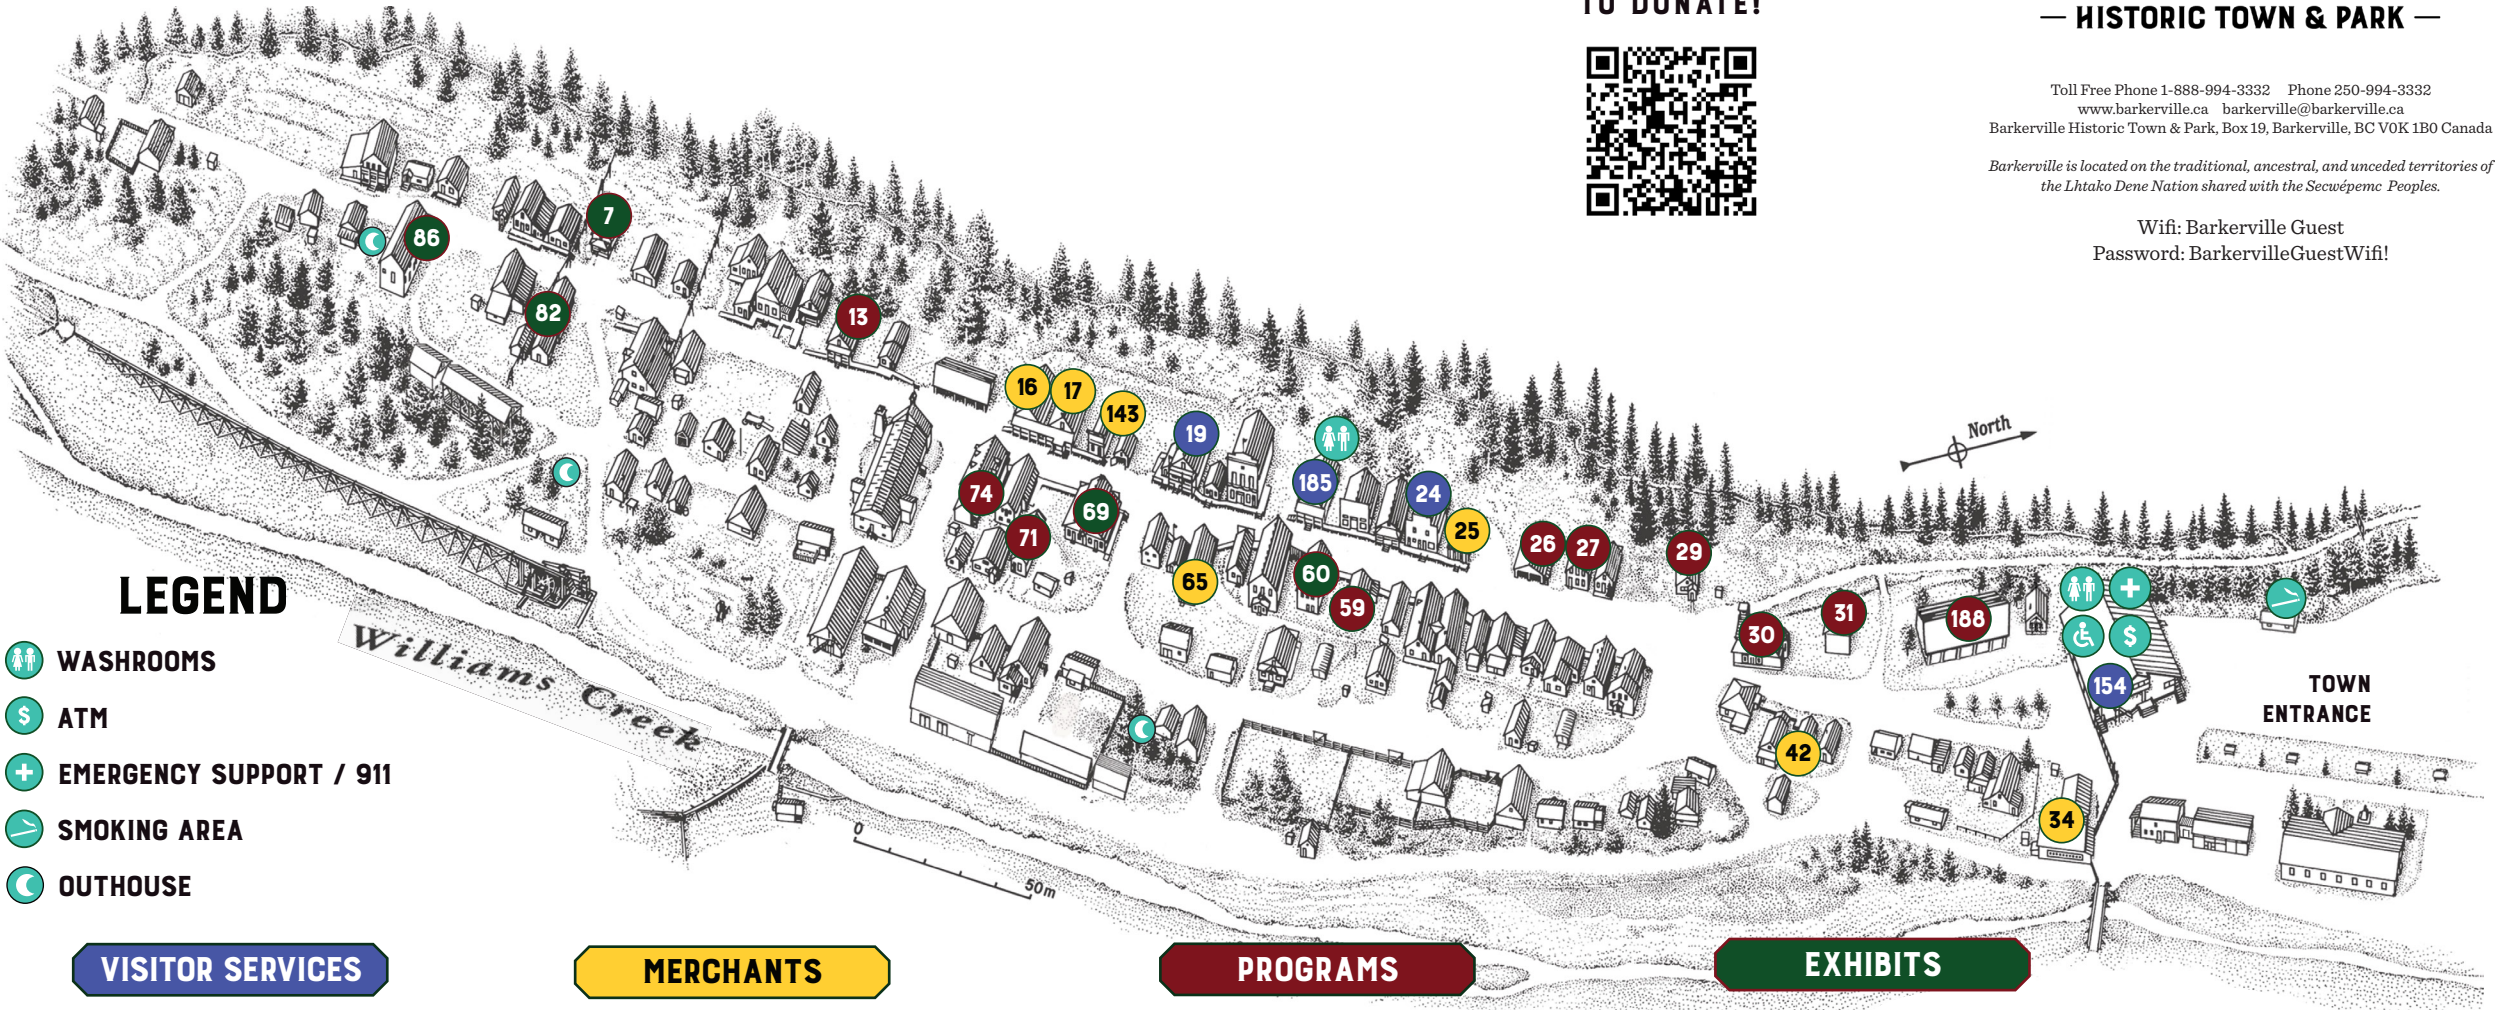 TO DONATE!
— HISTORIC TOWN & PARK —
Toll Free Phone 1-888-994-3332 Phone 250-994-3332
www.barkerville.ca barkerville@barkerville.ca
Barkerville Historic Town & Park, Box 19, Barkerville, BC V0K 1B0 Canada
Barkerville is located on the traditional, ancestral, and unceded territories of
the Lhtako Dene Nation shared with the Secwépemc Peoples.
Wifi: Barkerville Guest
Password: BarkervilleGuestWifi!
7
86
82
13
16
17
143
19
185
24
25
74
69
71
65
60
59
26
27
29
30
31
188
154
42
34
North
TOWN
ENTRANCE
Williams Creek
0
50m
LEGEND
WASHROOMS
$ ATM
EMERGENCY SUPPORT / 911
SMOKING AREA
OUTHOUSE
$
VISITOR SERVICES
MERCHANTS
PROGRAMS
EXHIBITS